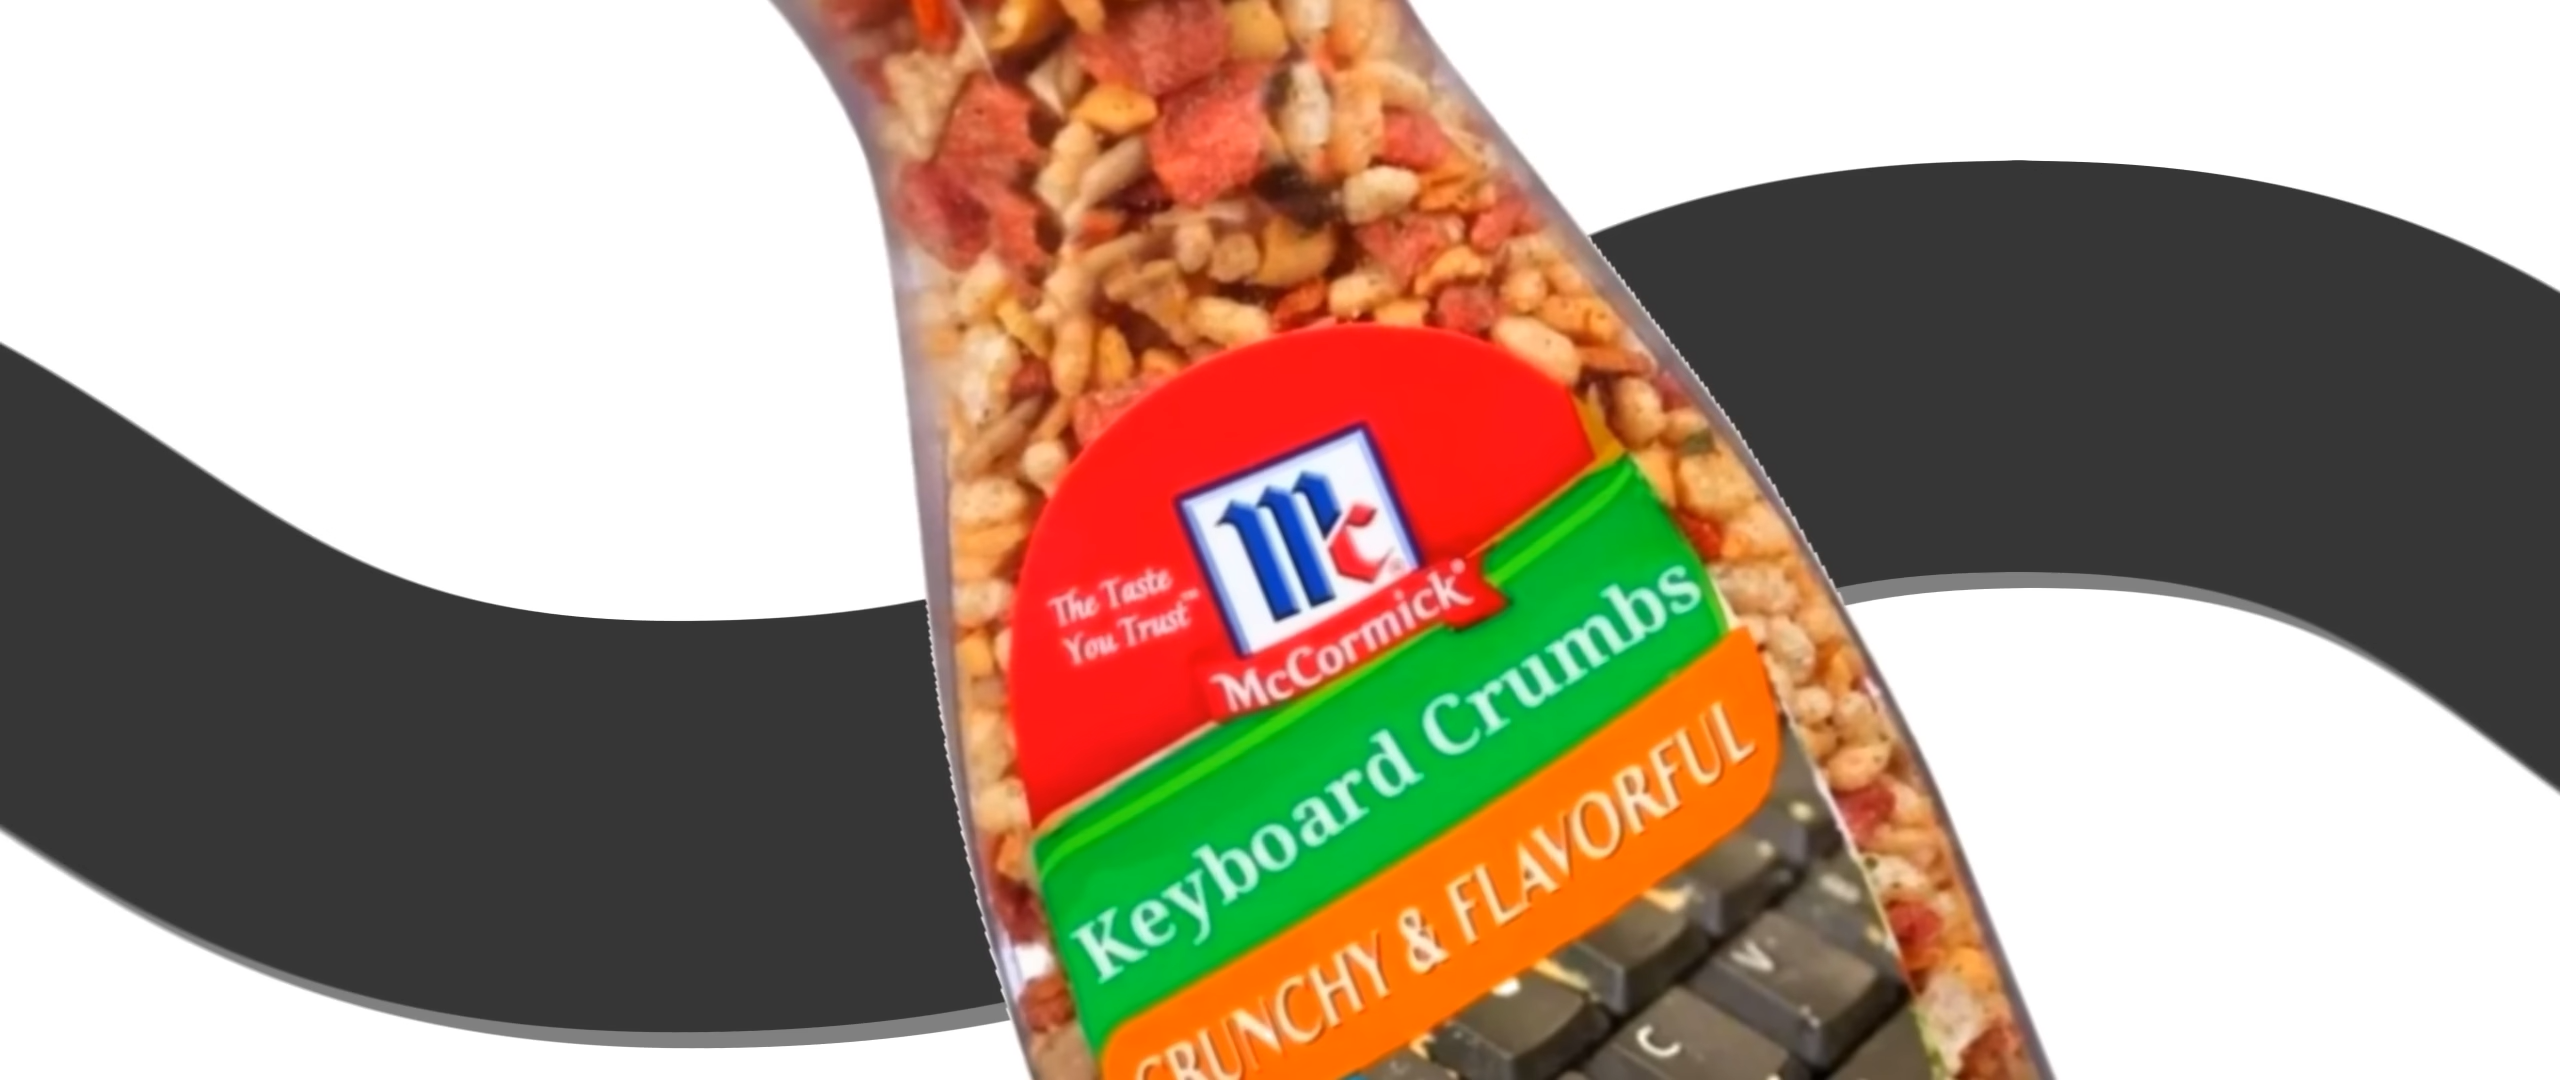 The Taste
You Trust™
Mc®
McCormick®
Keyboard Crumbs
CRUNCHY & FLAVORFUL
V
C